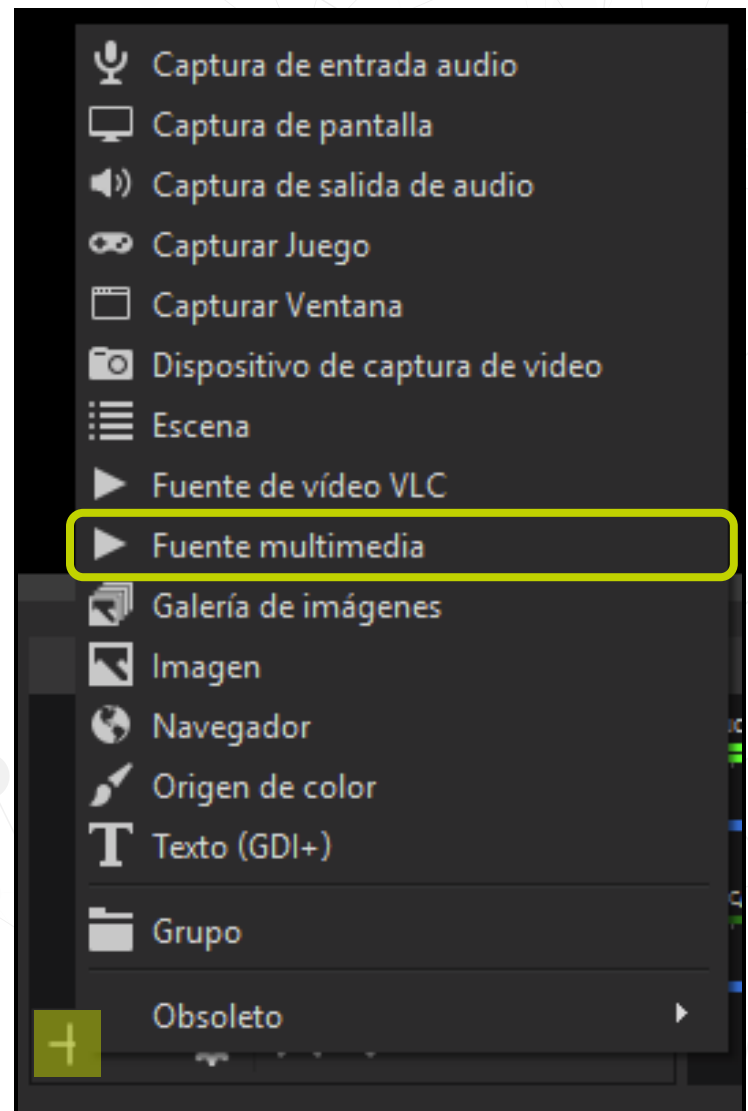 Captura de entrada audio
Captura de pantalla
Captura de salida de audio
Capturar Juego
Capturar Ventana
Dispositivo de captura de video
Escena
Fuente de vídeo VLC
Fuente multimedia
Galería de imágenes
Imagen
Navegador
Origen de color
Texto (GDI+)
Grupo
Obsoleto